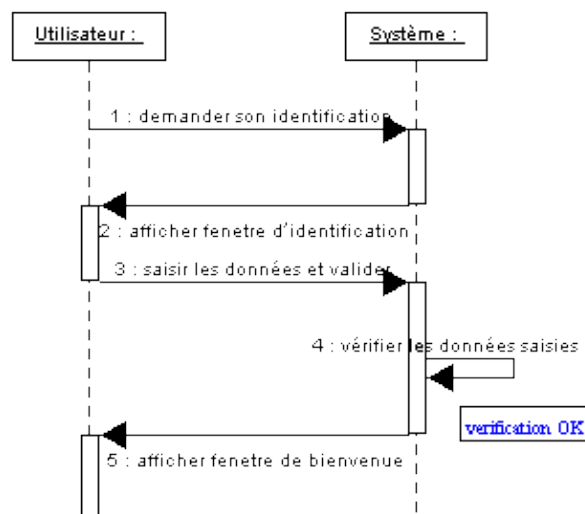 Utilisateur :
Système :
1 : demander son identification
2 : afficher fenetre d'identification
3 : saisir les données et valider
4 : vérifier les données saisies
verification OK
5 : afficher fenetre de bienvenue